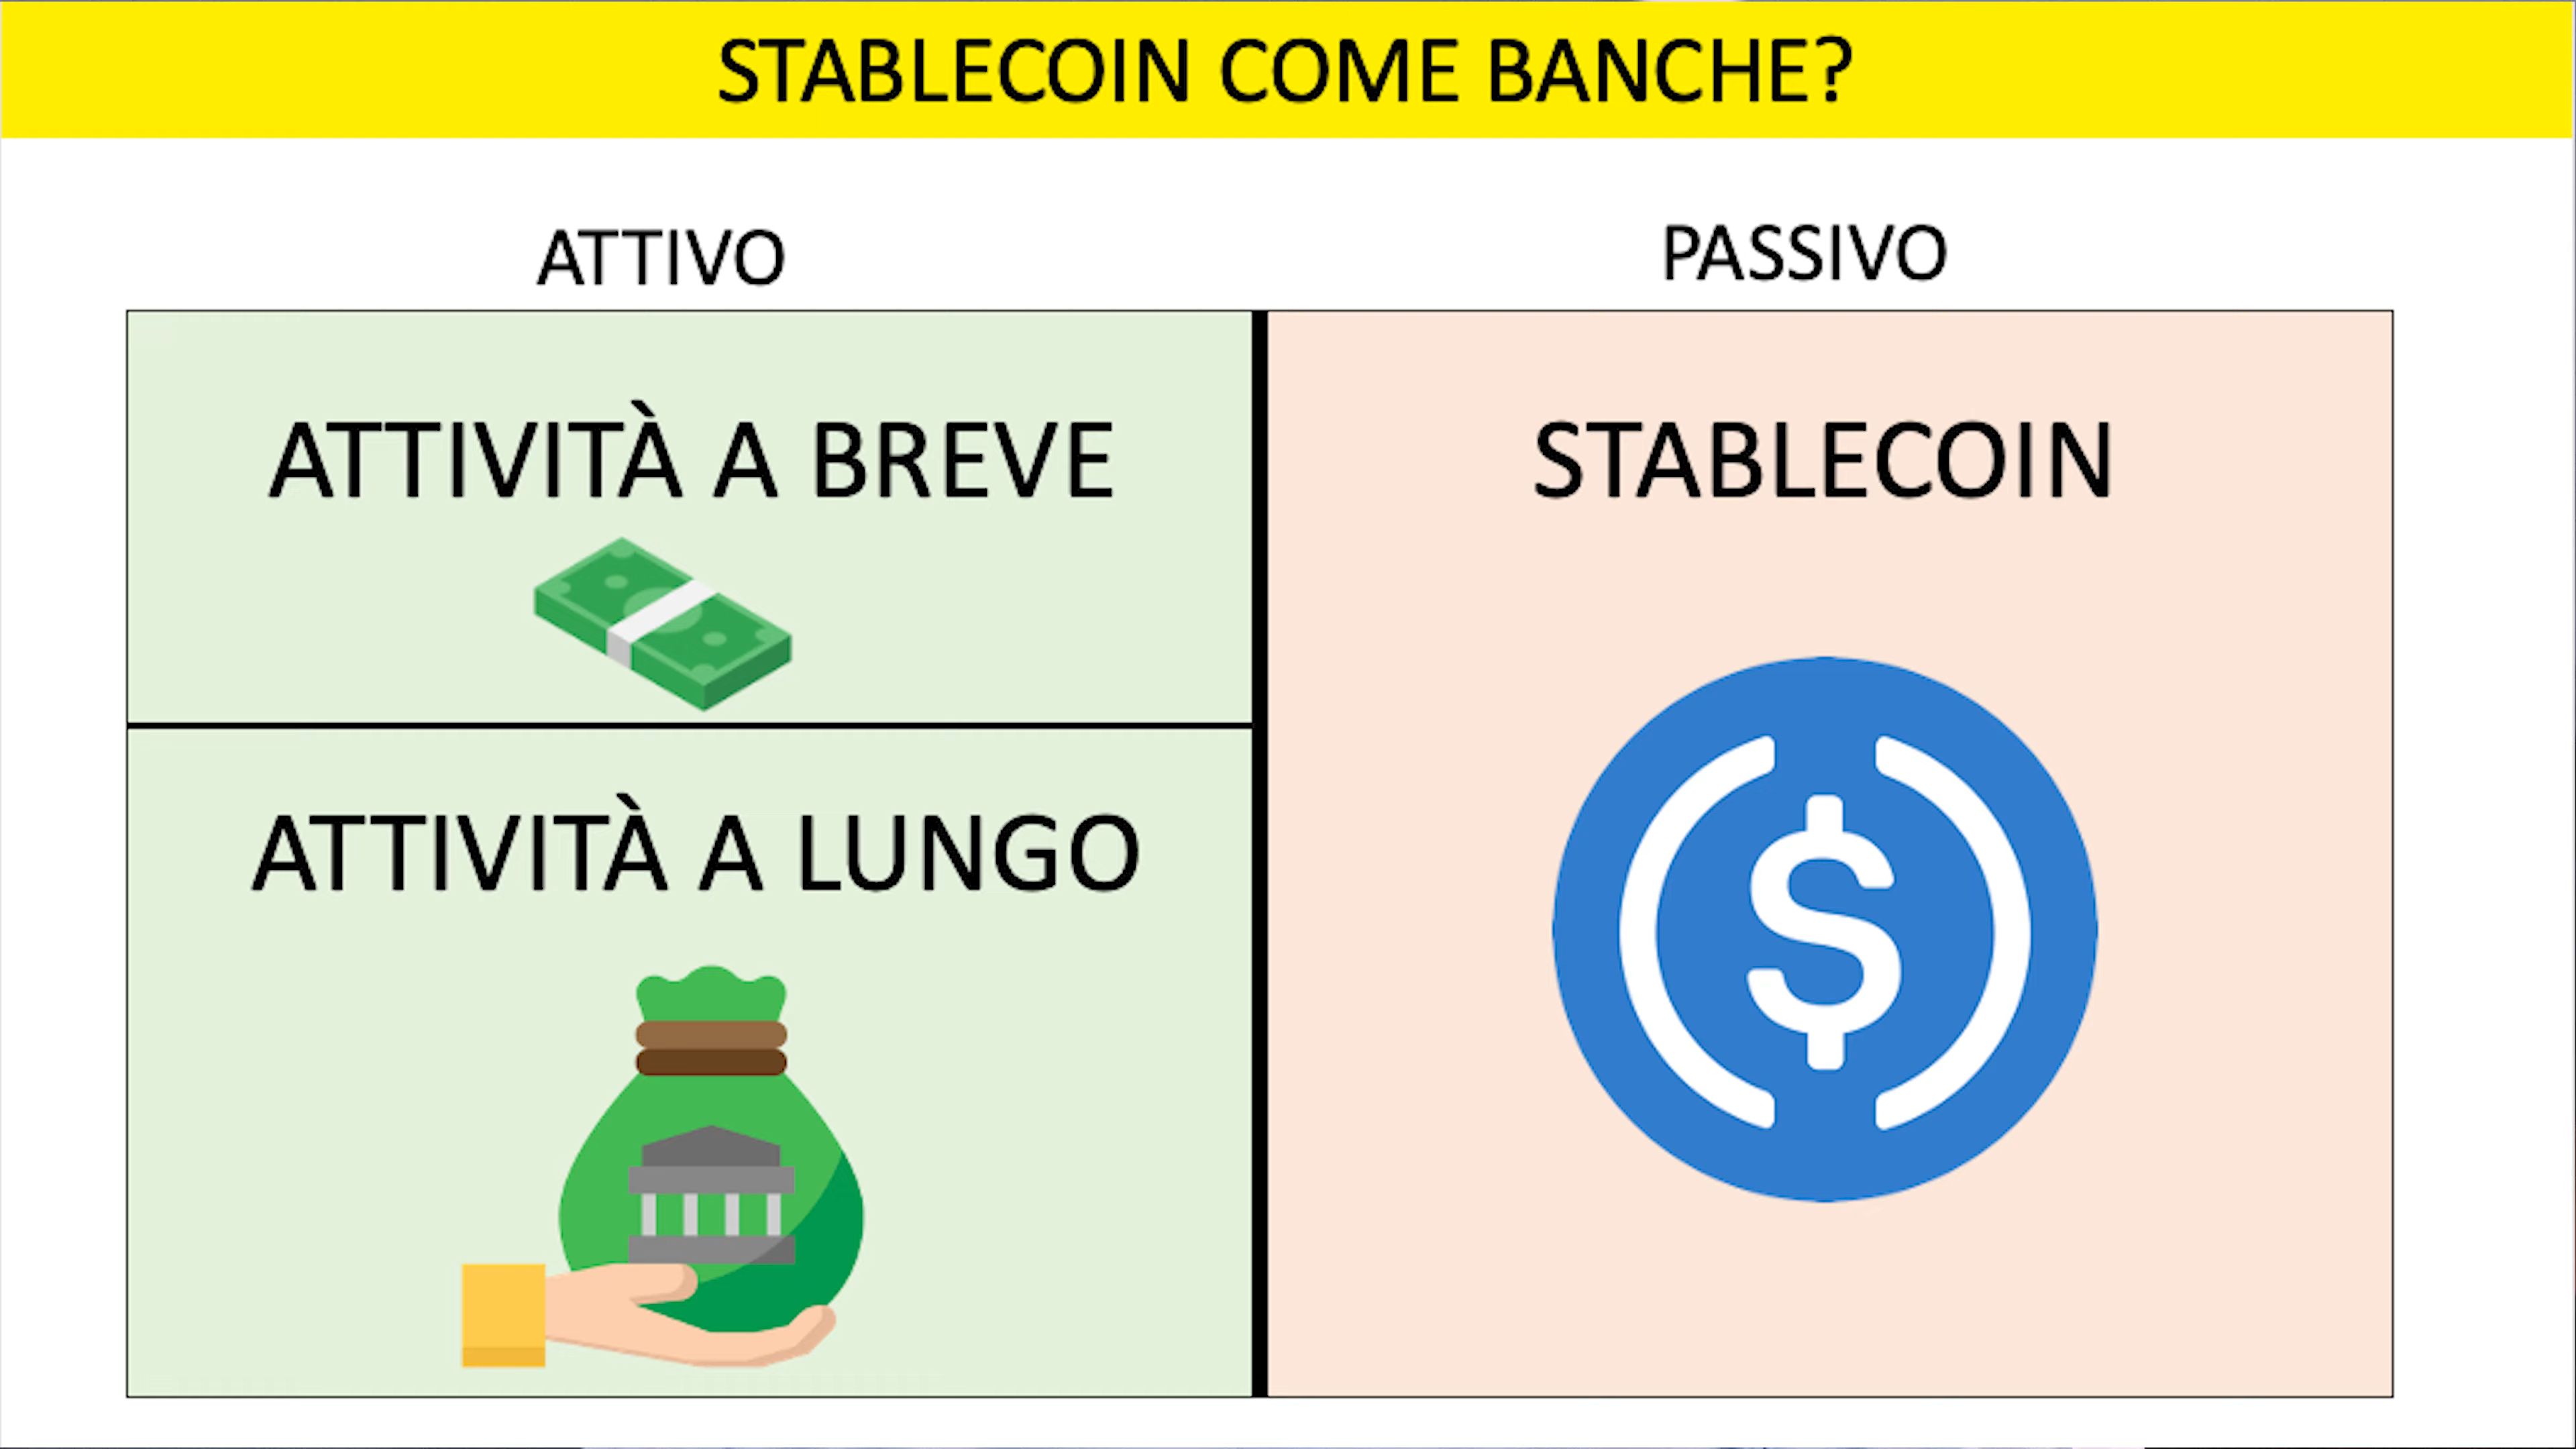 STABLECOIN COME BANCHE?
ATTIVO
PASSIVO
ATTIVITÀ A BREVE
STABLECOIN
ATTIVITÀ A LUNGO
$